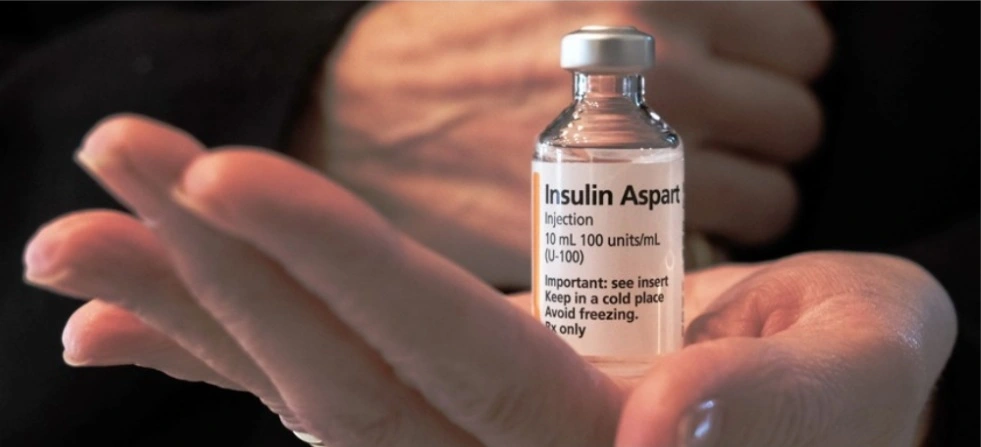 Insulin Aspart
Injection
10 mL 100 units/mL
(U-100)
Important: see insert
Keep in a cold place
Avoid freezing.
Rx only